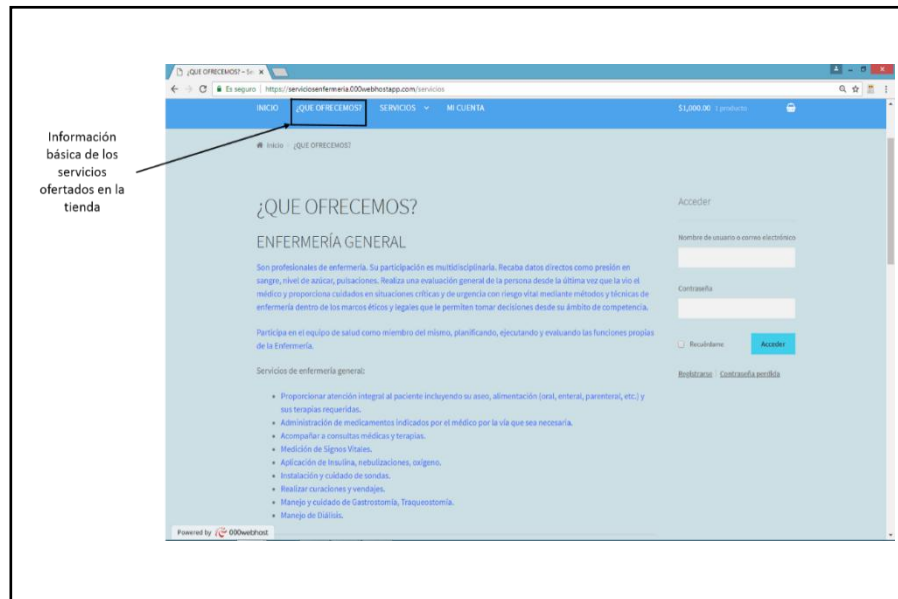 ¿QUE OFRECEMOS? – Se
Es seguro | https://serviciosenfermeria.000webhostapp.com/servicios
INICIO ¿QUE OFRECEMOS? SERVICIOS MI CUENTA $1,000.00 1 producto
Información
básica de los
servicios
ofertados en la
tienda
Inicio ¿QUE OFRECEMOS?
¿QUE OFRECEMOS?
ENFERMERÍA GENERAL
Son profesionales de enfermería. Su participación es multidisciplinaria. Recaba datos directos como presión en
sangre, nivel de azúcar, pulsaciones. Realiza una evaluación general de la persona desde la última vez que la vio el
médico y proporciona cuidados en situaciones críticas y de urgencia con riesgo vital mediante métodos y técnicas de
enfermería dentro de los marcos éticos y legales que le permiten tomar decisiones desde su ámbito de competencia.
Participa en el equipo de salud como miembro del mismo, planificando, ejecutando y evaluando las funciones propias
de la Enfermería.
Servicios de enfermería general:
• Proporcionar atención integral al paciente incluyendo su aseo, alimentación (oral, enteral, parenteral, etc.) y
sus terapias requeridas.
• Administración de medicamentos indicados por el médico por la vía que sea necesaria.
• Acompañar a consultas médicas y terapias.
• Medición de Signos Vitales.
• Aplicación de Insulina, nebulizaciones, oxígeno.
• Instalación y cuidado de sondas.
• Realizar curaciones y vendajes.
• Manejo y cuidado de Gastrostomía, Traqueostomía.
• Manejo de Diálisis.
Acceder
Nombre de usuario o correo electrónico
Contraseña
Recuérdame Acceder
Registrarse Contraseña perdida
Powered by 000webhost